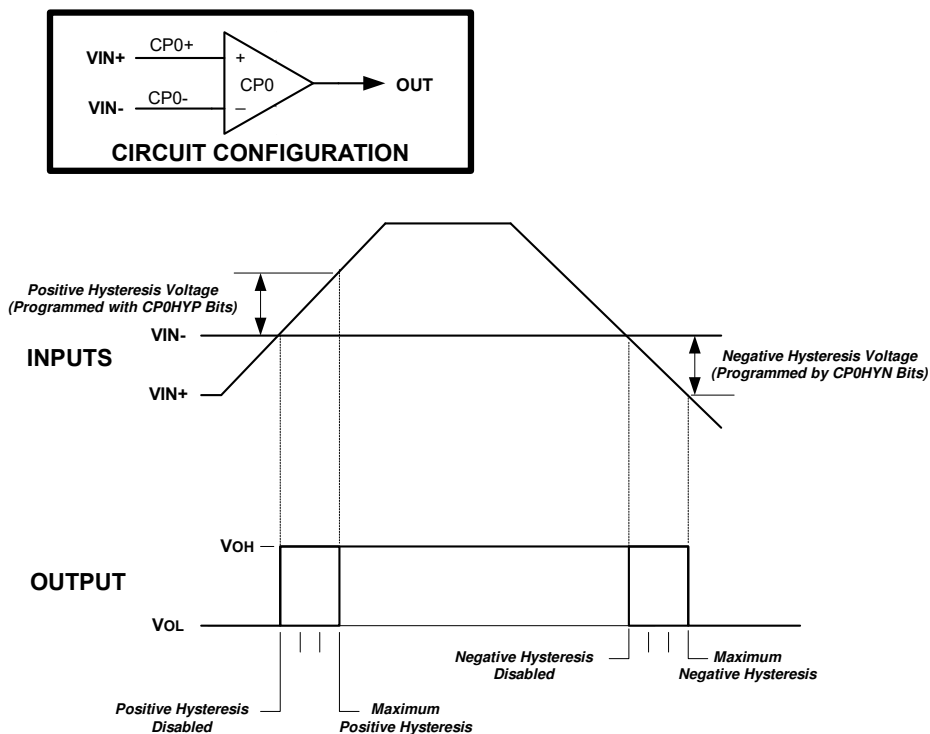 VIN+
CP0+
+
CP0
OUT
VIN-
CP0-
_
CIRCUIT CONFIGURATION
Positive Hysteresis Voltage
(Programmed with CP0HYP Bits)
VIN-
INPUTS
Negative Hysteresis Voltage
(Programmed by CP0HYN Bits)
VIN+
VOH
OUTPUT
VOL
Negative Hysteresis
Disabled
Maximum
Negative Hysteresis
Positive Hysteresis
Disabled
Maximum
Positive Hysteresis